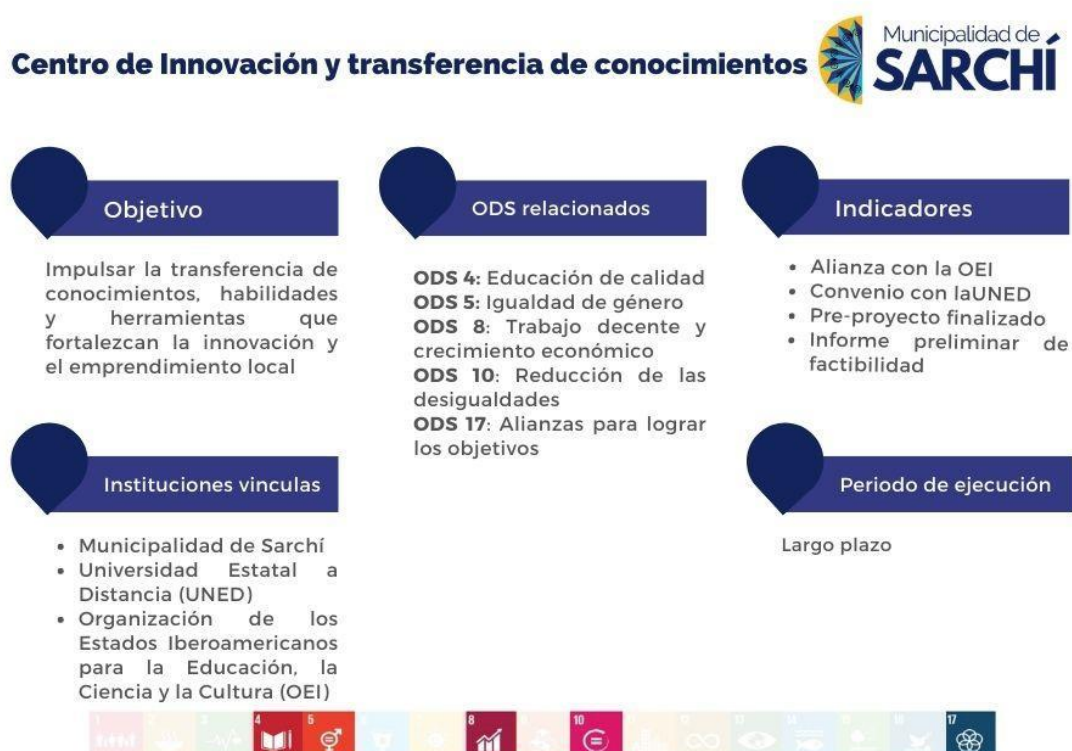 Centro de Innovación y transferencia de conocimientos
Municipalidad de
SARCHÍ
Objetivo
Impulsar la transferencia de
conocimientos, habilidades
y herramientas que
fortalezcan la innovación y
el emprendimiento local
ODS relacionados
ODS 4: Educación de calidad
ODS 5: Igualdad de género
ODS 8: Trabajo decente y
crecimiento económico
ODS 10: Reducción de las
desigualdades
ODS 17: Alianzas para lograr
los objetivos
Indicadores
• Alianza con la OEI
• Convenio con laUNED
• Pre-proyecto finalizado
• Informe preliminar de
factibilidad
Instituciones vinculas
• Municipalidad de Sarchí
• Universidad Estatal a
Distancia (UNED)
• Organización de los
Estados Iberoamericanos
para la Educación, la
Ciencia y la Cultura (OEI)
Periodo de ejecución
Largo plazo
4 5 8 10 17